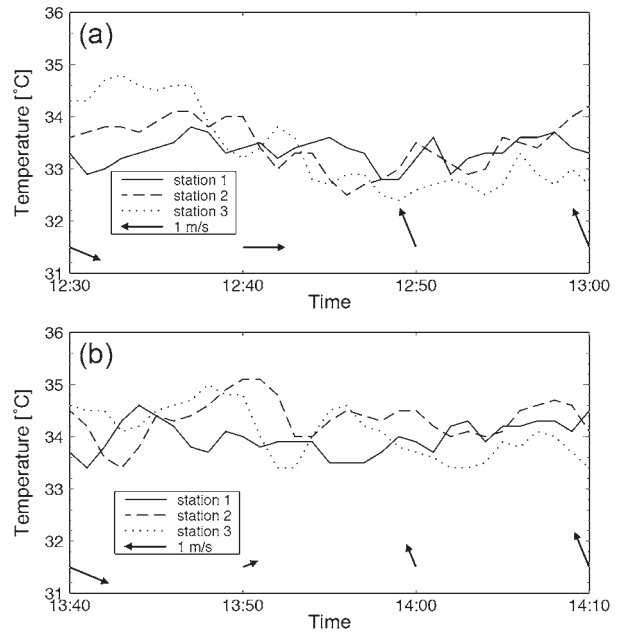 (a)
Temperature [°C]
36
35
34
33
32
31
station 1
station 2
station 3
1 m/s
12:30 12:40 12:50 13:00
Time
(b)
Temperature [°C]
36
35
34
33
32
31
station 1
station 2
station 3
1 m/s
13:40 13:50 14:00 14:10
Time